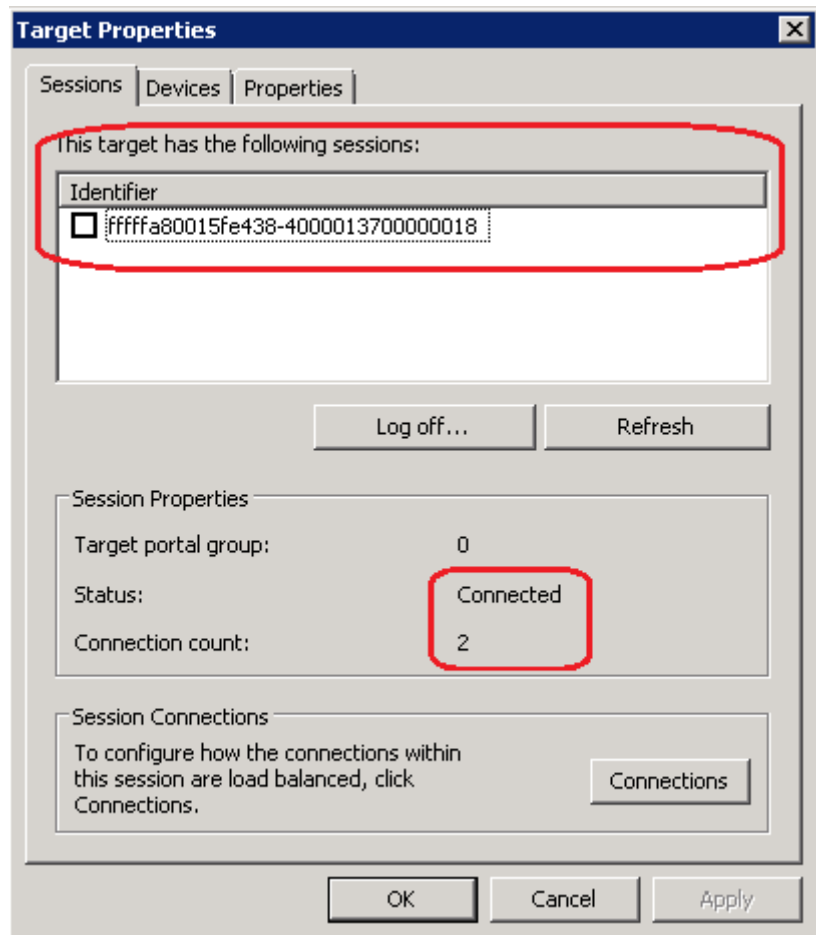 Target Properties
Sessions Devices Properties
This target has the following sessions:
Identifier
fffffa80015fe438-4000013700000018
Log off... Refresh
Session Properties
Target portal group: 0
Status: Connected
Connection count: 2
Session Connections
To configure how the connections within
this session are load balanced, click
Connections.
Connections
OK Cancel Apply